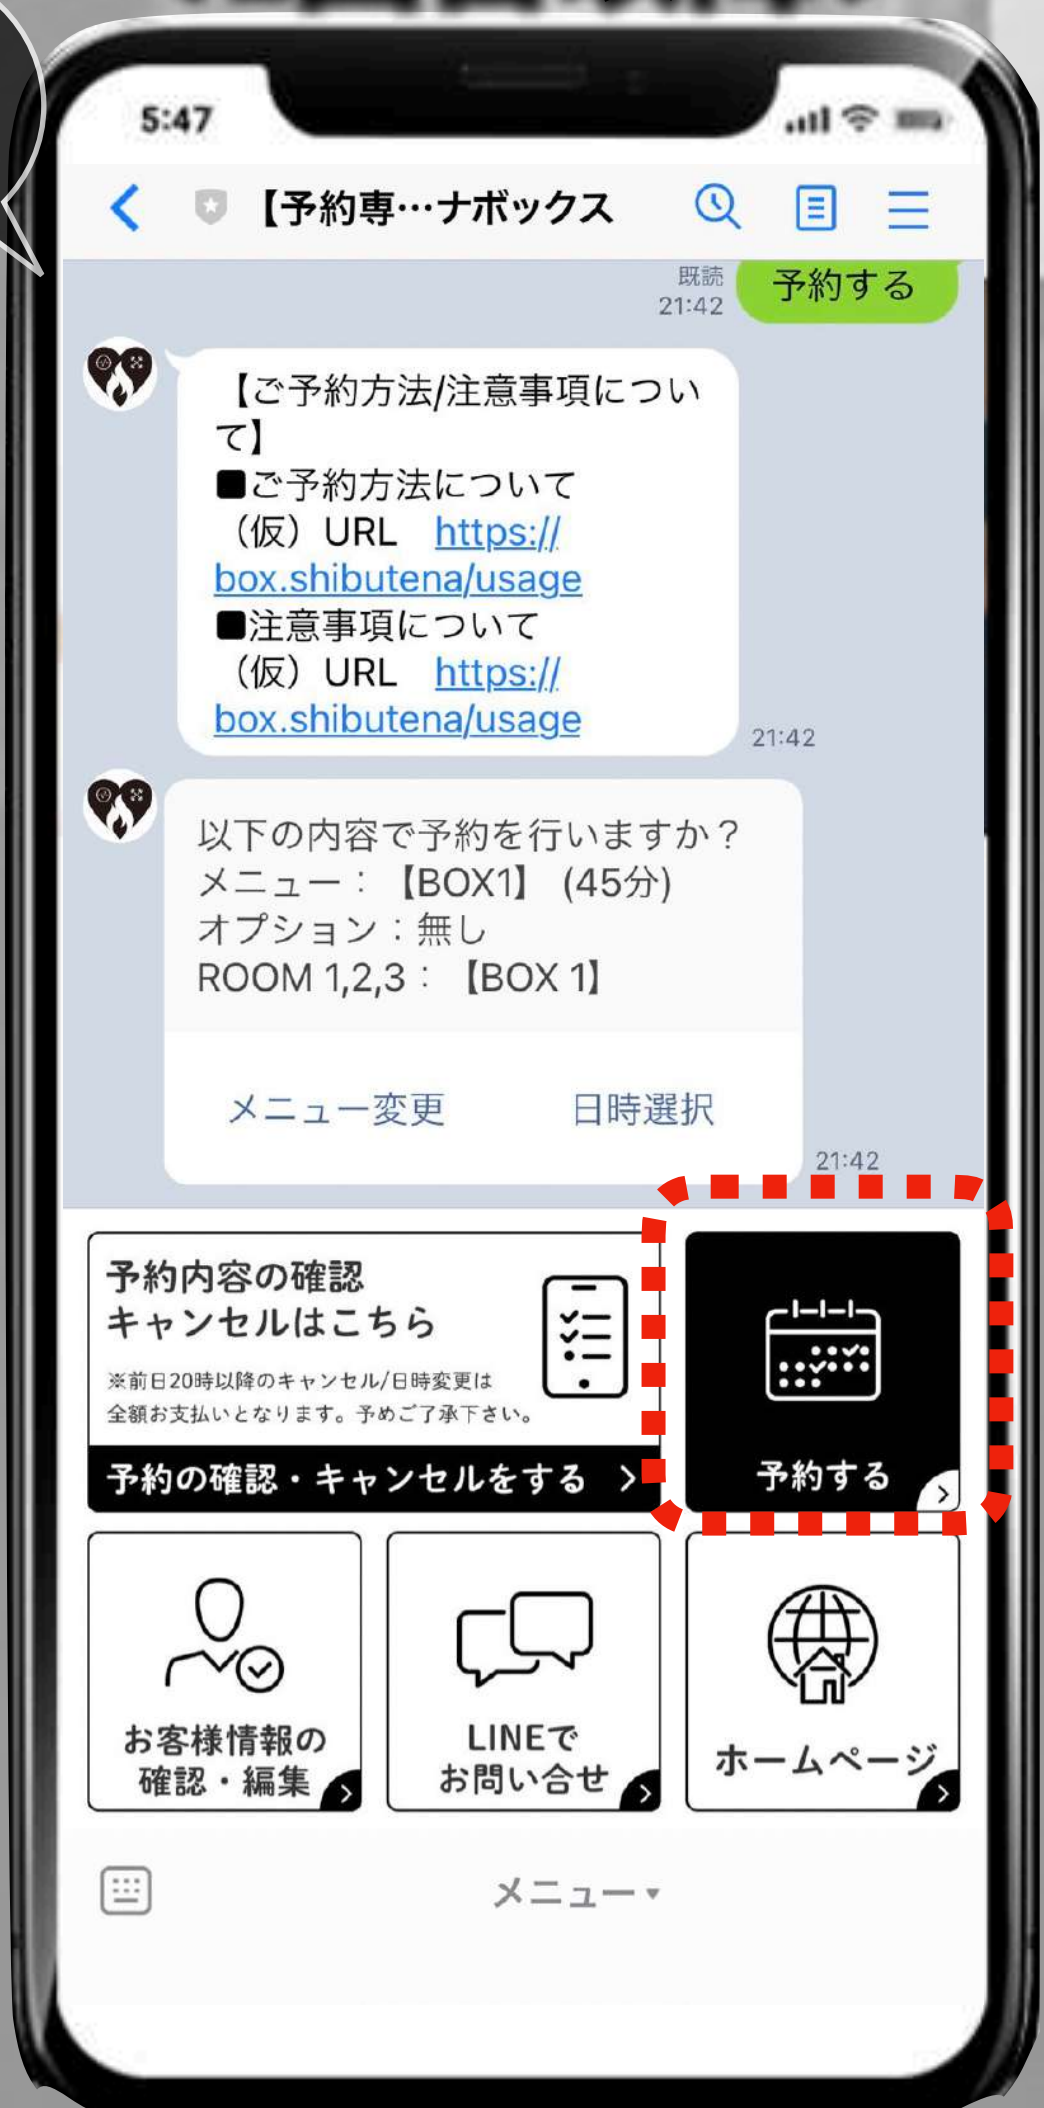 5:47
【予約専…ナボックス
既読
21:42
予約する
【ご予約方法/注意事項につい
て】
■ご予約方法について
（仮）URL　https://
box.shibutena/usage
■注意事項について
（仮）URL　https://
box.shibutena/usage
21:42
以下の内容で予約を行いますか？
メニュー：【BOX1】 (45分)
オプション：無し
ROOM 1,2,3：【BOX 1】
メニュー変更
日時選択
21:42
予約内容の確認
キャンセルはこちら
※前日20時以降のキャンセル/日時変更は
全額お支払いとなります。予めご了承下さい。
予約の確認・キャンセルをする
予約する
お客様情報の
確認・編集
LINEで
お問い合せ
ホームページ
メニュー